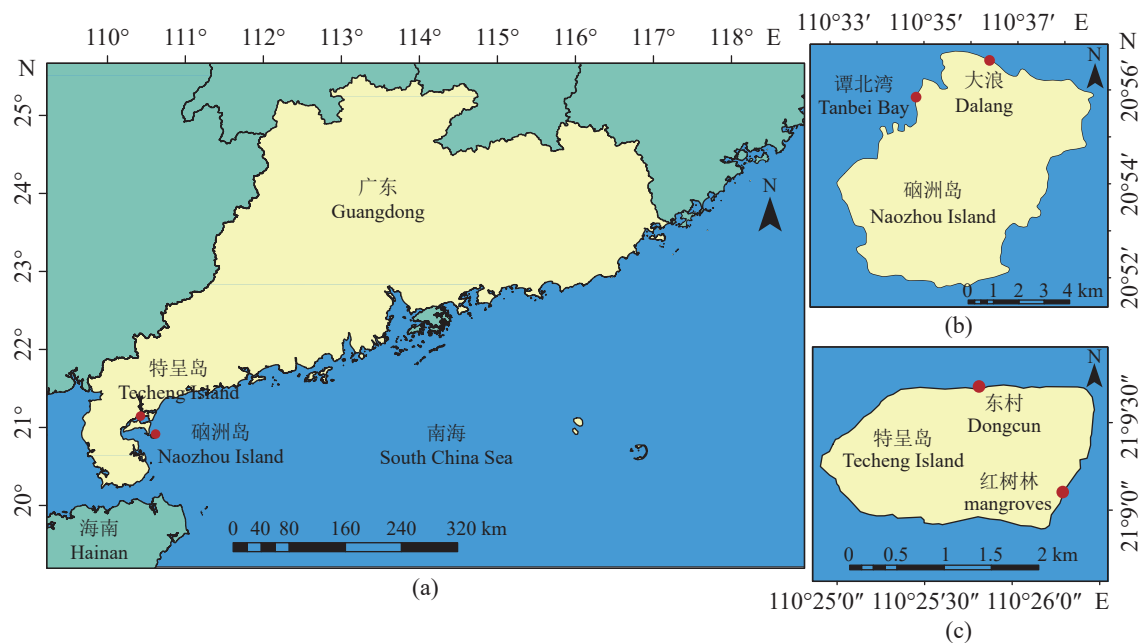 110° 111° 112° 113° 114° 115° 116° 117° 118° E
N
25°
24°
23°
22°
21°
20°
广东
Guangdong
N
特呈岛
Techeng Island
硇洲岛
Naozhou Island
南海
South China Sea
海南
Hainan
0 40 80 160 240 320 km
(a)
110°33′ 110°35′ 110°37′ E
N
N
谭北湾
Tanbei Bay
大浪
Dalang
20°56′
20°54′
20°52′
硇洲岛
Naozhou Island
0 1 2 3 4 km
(b)
N
东村
Dongcun
特呈岛
Techeng Island
红树林
mangroves
21°9′30″
21°9′0″
0 0.5 1 1.5 2 km
110°25′0″ 110°25′30″ 110°26′0″ E
(c)